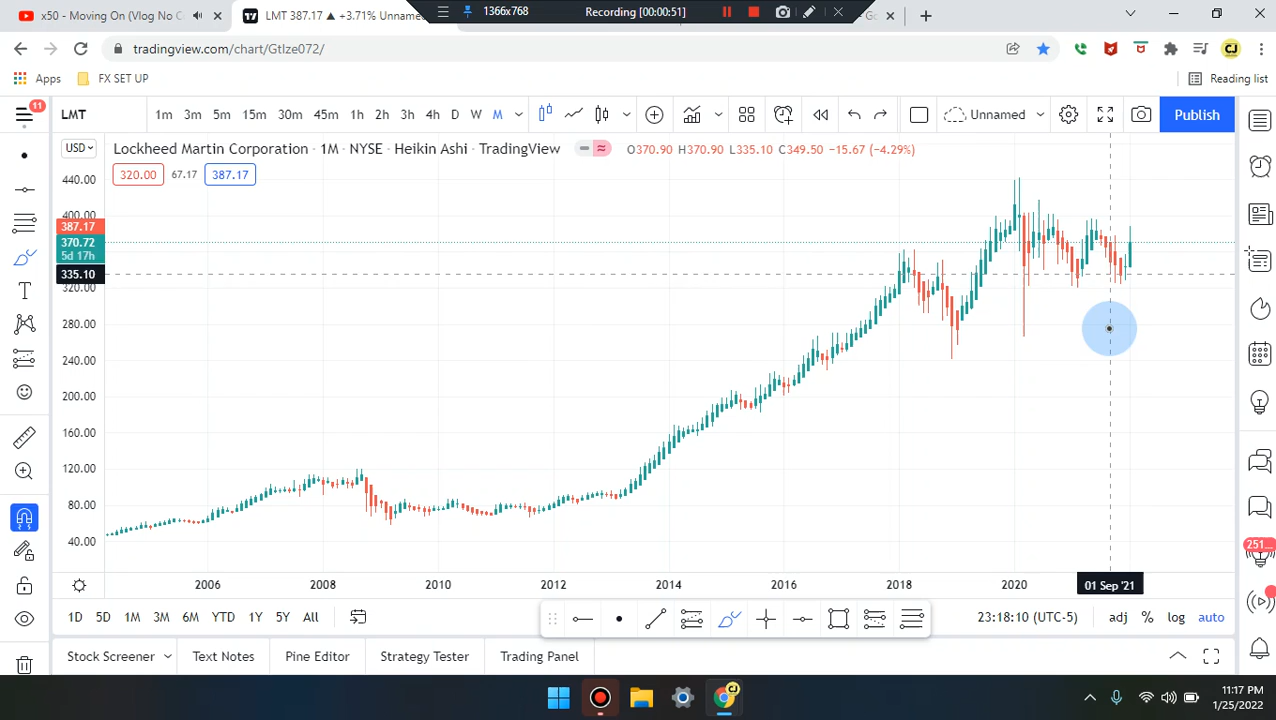 x50 - Moving On (Vlog No
LMT 387.17 ▲ +3.71% Unname
1366x768
Recording [00:00:51]
tradingview.com/chart/GtIze072/
Apps
FX SET UP
Reading list
11
LMT
1m 3m 5m 15m 30m 45m 1h 2h 3h 4h D W M
Unnamed
Publish
USD
Lockheed Martin Corporation · 1M · NYSE · Heikin Ashi · TradingView
O370.90 H370.90 L335.10 C349.50 -15.67 (-4.29%)
320.00 67.17 387.17
440.00
400.00
387.17
370.72
5d 17h
335.10
320.00
280.00
240.00
200.00
160.00
120.00
80.00
40.00
251
2006 2008 2010 2012 2014 2016 2018 2020 01 Sep '21
1D 5D 1M 3M 6M YTD 1Y 5Y All
23:18:10 (UTC-5) adj % log auto
Stock Screener Text Notes Pine Editor Strategy Tester Trading Panel
CJ
11:17 PM
1/25/2022